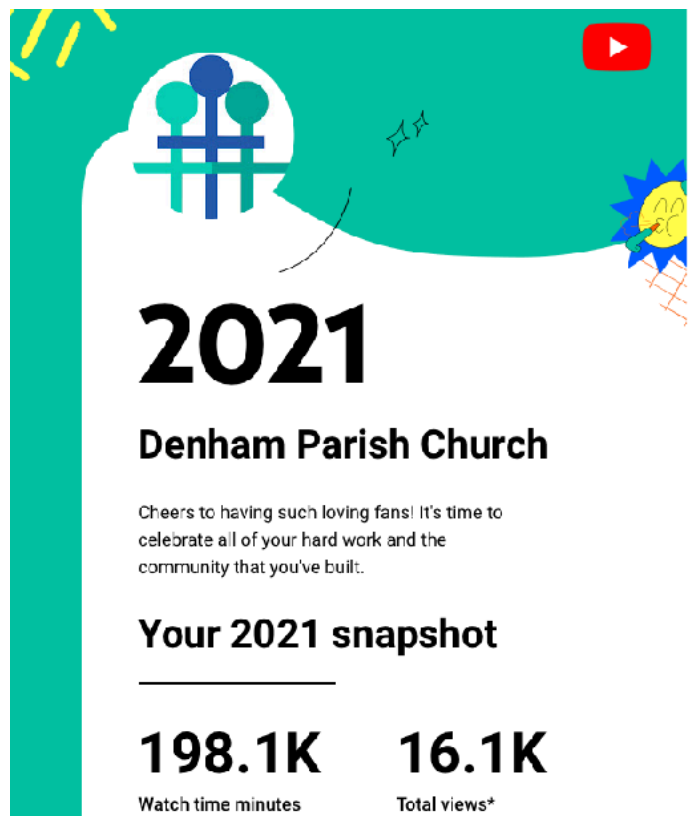 2021
Denham Parish Church
Cheers to having such loving fans! It's time to
celebrate all of your hard work and the
community that you've built.
Your 2021 snapshot
198.1K 16.1K
Watch time minutes Total views*